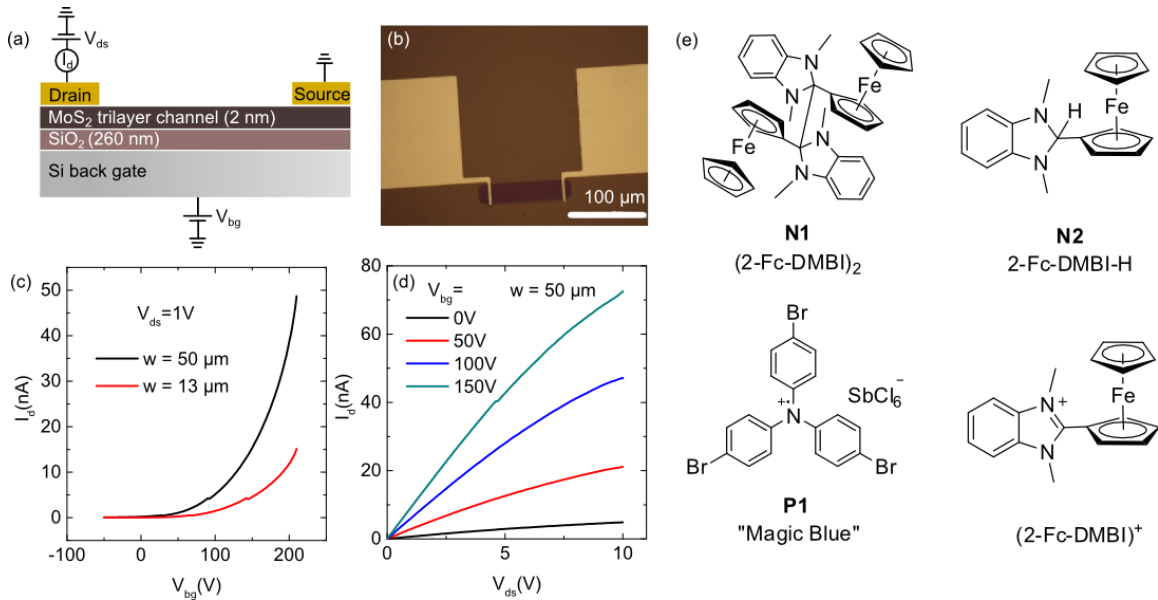 (a)
V_ds
I_d
Drain
Source
MoS₂ trilayer channel (2 nm)
SiO₂ (260 nm)
Si back gate
V_bg
(b)
100 µm
(c)
V_ds=1V
w = 50 µm
w = 13 µm
I_d(nA)
50
40
30
20
10
0
-100
0
100
200
V_bg(V)
(d)
V_bg=
w = 50 µm
0V
50V
100V
150V
I_d(nA)
80
60
40
20
0
0
5
10
V_ds(V)
(e)
N
N
Fe
Fe
N
N
N1
(2-Fc-DMBI)₂
N
H
N
Fe
N2
2-Fc-DMBI-H
Br
N
SbCl₆⁻
Br
Br
P1
"Magic Blue"
N
+
N
Fe
(2-Fc-DMBI)⁺